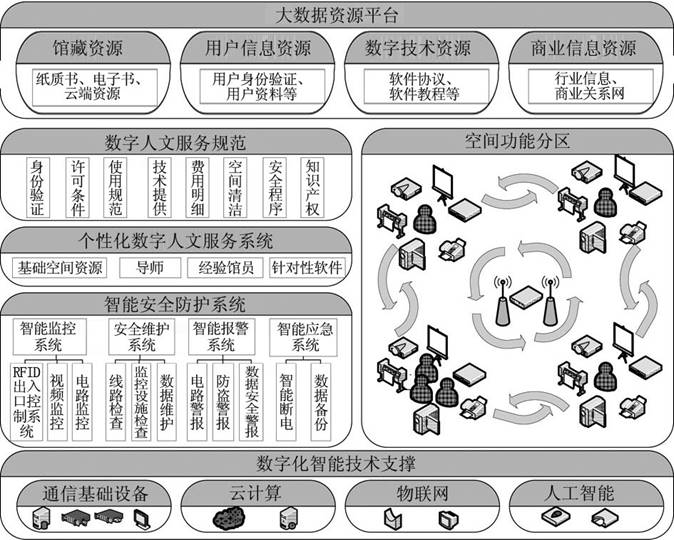 大数据资源平台
馆藏资源
纸质书、电子书、
云端资源
用户信息资源
用户身份验证、
用户资料等
数字技术资源
软件协议、
软件教程等
商业信息资源
行业信息、
商业关系网
数字人文服务规范
身份验证
许可条件
使用规范
技术提供
费用明细
空间清洁
安全程序
知识产权
个性化数字人文服务系统
基础空间资源
导师
经验馆员
针对性软件
智能安全防护系统
智能监控
系统
RFID出入口控制系统
视频监控
电路监控
安全维护
系统
线路检查
监控设施检查
数据维护
智能报警
系统
电路警报
防盗警报
数据安全警报
智能应急
系统
智能断电
数据备份
空间功能分区
数字化智能技术支撑
通信基础设备
云计算
物联网
人工智能